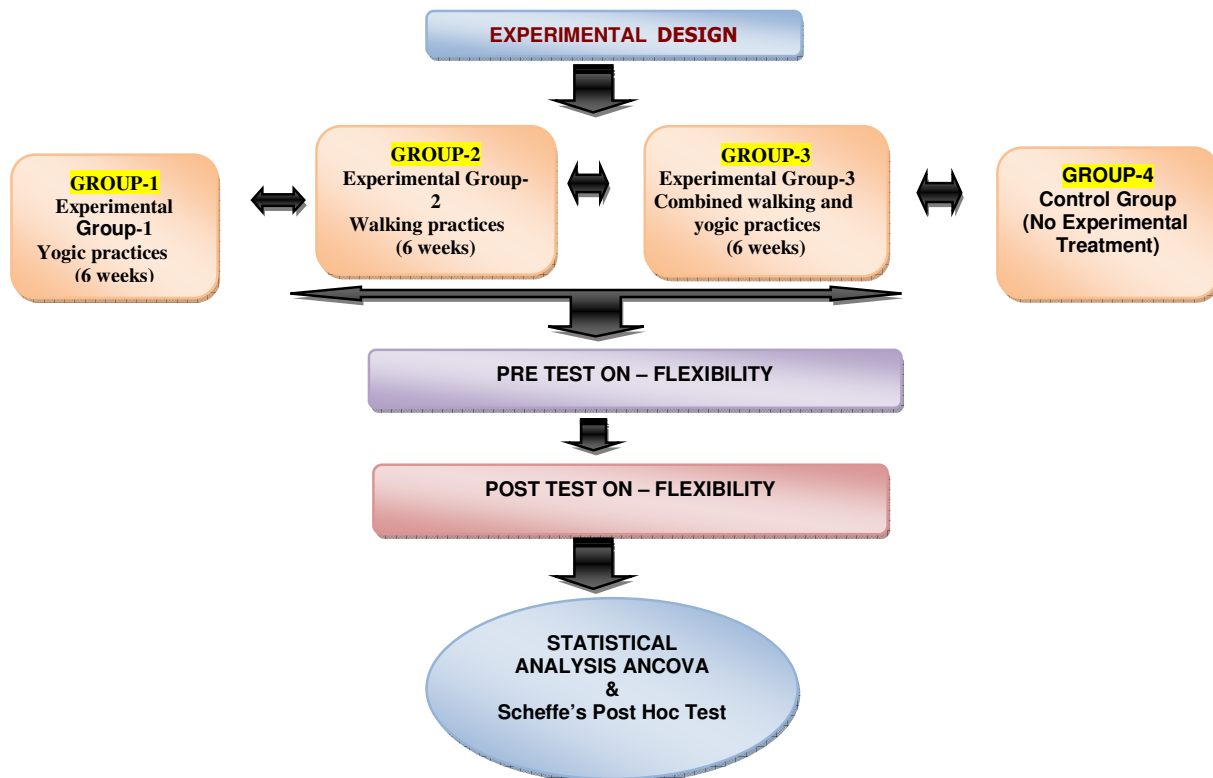 EXPERIMENTAL DESIGN
GROUP-1
Experimental
Group-1
Yogic practices
(6 weeks)
GROUP-2
Experimental Group-
2
Walking practices
(6 weeks)
GROUP-3
Experimental Group-3
Combined walking and
yogic practices
(6 weeks)
GROUP-4
Control Group
(No Experimental
Treatment)
PRE TEST ON – FLEXIBILITY
POST TEST ON – FLEXIBILITY
STATISTICAL
ANALYSIS ANCOVA
&
Scheffe's Post Hoc Test